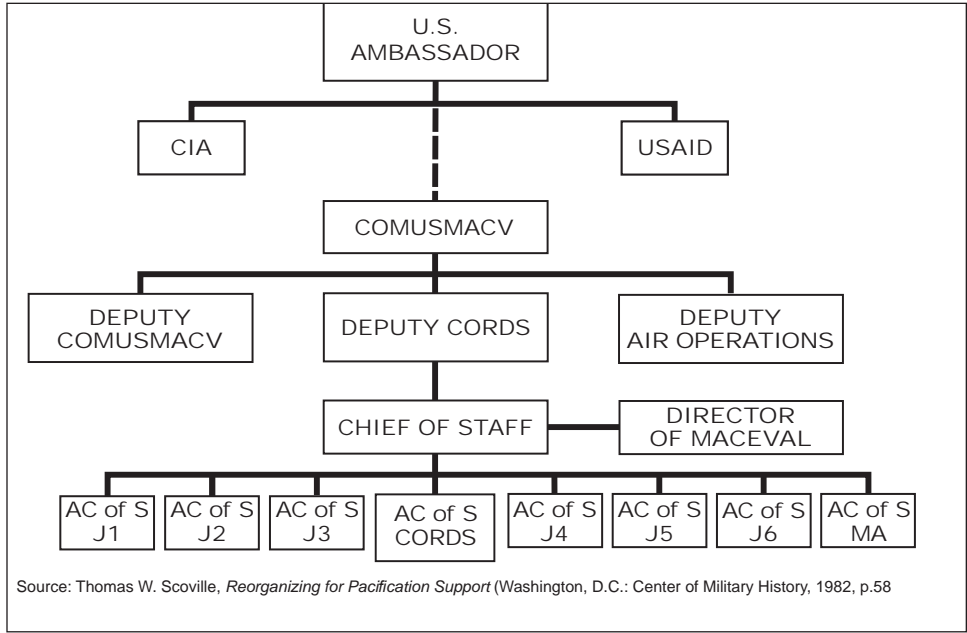 U.S.
AMBASSADOR
CIA
USAID
COMUSMACV
DEPUTY
COMUSMACV
DEPUTY CORDS
DEPUTY
AIR OPERATIONS
CHIEF OF STAFF
DIRECTOR
OF MACEVAL
AC of S
J1
AC of S
J2
AC of S
J3
AC of S
CORDS
AC of S
J4
AC of S
J5
AC of S
J6
AC of S
MA
Source: Thomas W. Scoville, Reorganizing for Pacification Support (Washington, D.C.: Center of Military History, 1982, p.58